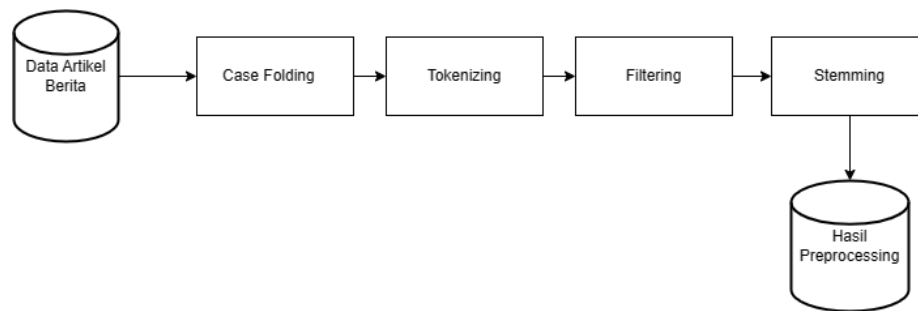 Data Artikel
Berita
Case Folding
Tokenizing
Filtering
Stemming
Hasil
Preprocessing